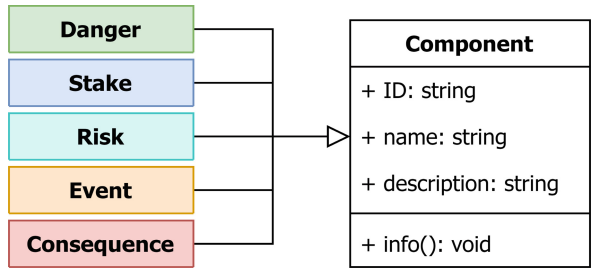 Danger
Stake
Risk
Event
Consequence
Component
+ ID: string
+ name: string
+ description: string
+ info(): void